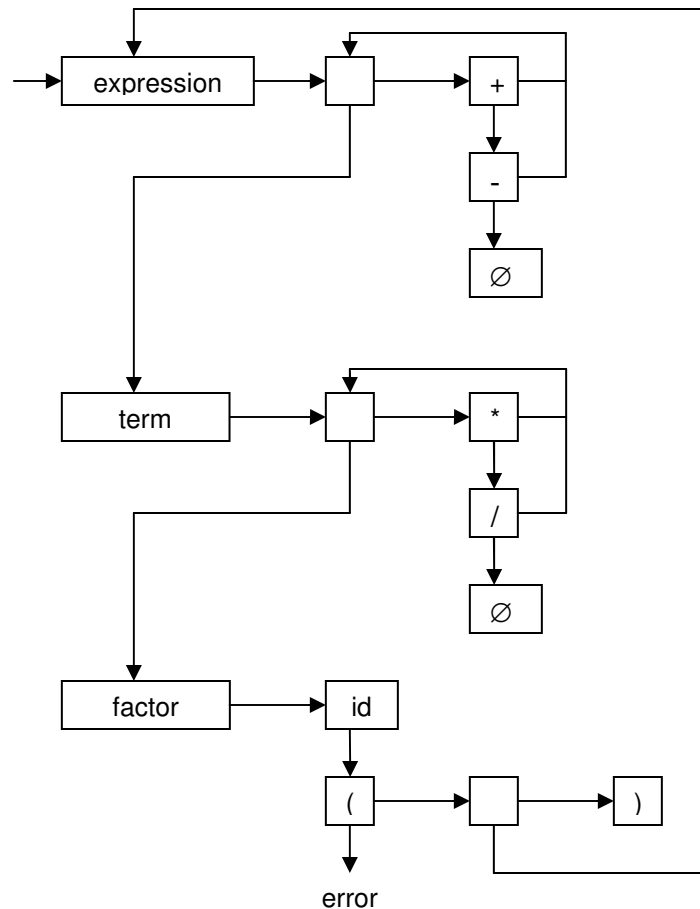 expression
+
-
∅
term
*
/
∅
factor
id
(
)
error